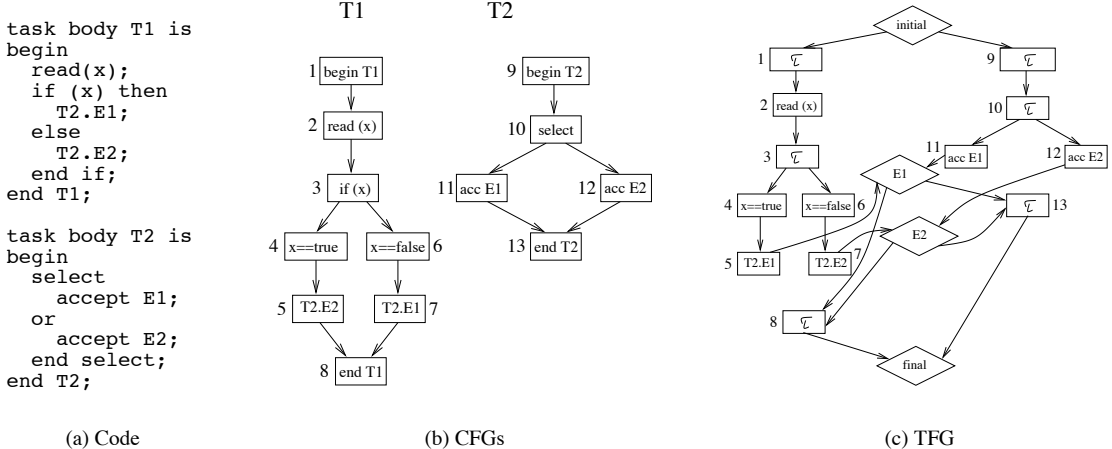 task body T1 is
begin
read(x);
if (x) then
T2.E1;
else
T2.E2;
end if;
end T1;
task body T2 is
begin
select
accept E1;
or
accept E2;
end select;
end T2;
(a) Code
T1
T2
1 begin T1
2 read (x)
3 if (x)
4 x==true
x==false 6
5 T2.E2
T2.E1 7
8 end T1
9 begin T2
10 select
11 acc E1
12 acc E2
13 end T2
(b) CFGs
initial
1 τ
9 τ
2 read (x)
10 τ
3 τ
11 acc E1
12 acc E2
E1
4 x==true
x==false 6
τ 13
E2
5 T2.E1
T2.E2 7
8 τ
final
(c) TFG